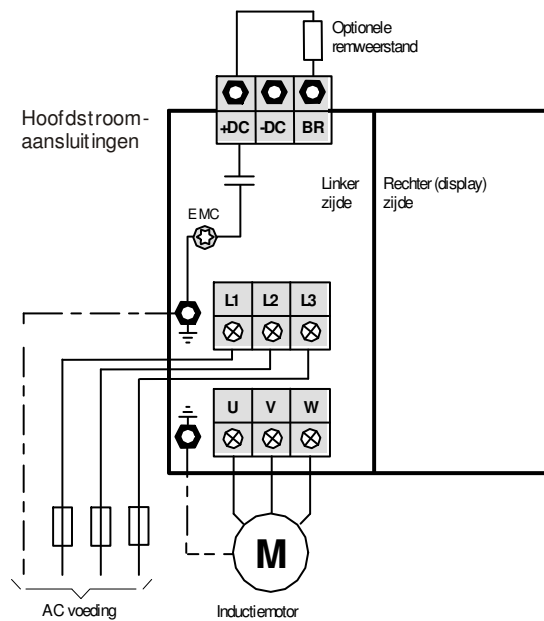 Optionele
remweerstand
Hoofdstroom-
aansluitingen
+DC -DC BR
Linker
zijde
Rechter (display)
zijde
EMC
L1 L2 L3
U V W
M
AC voeding
Inductiemotor